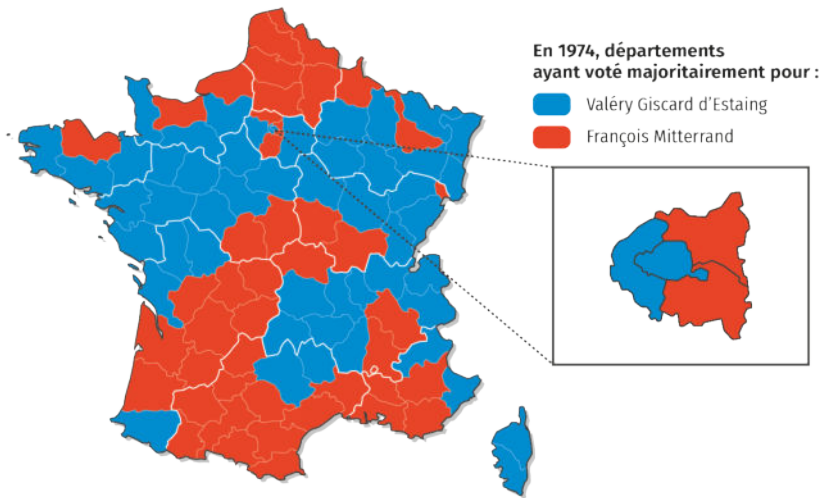 En 1974, départements
ayant voté majoritairement pour :
Valéry Giscard d'Estaing
François Mitterrand